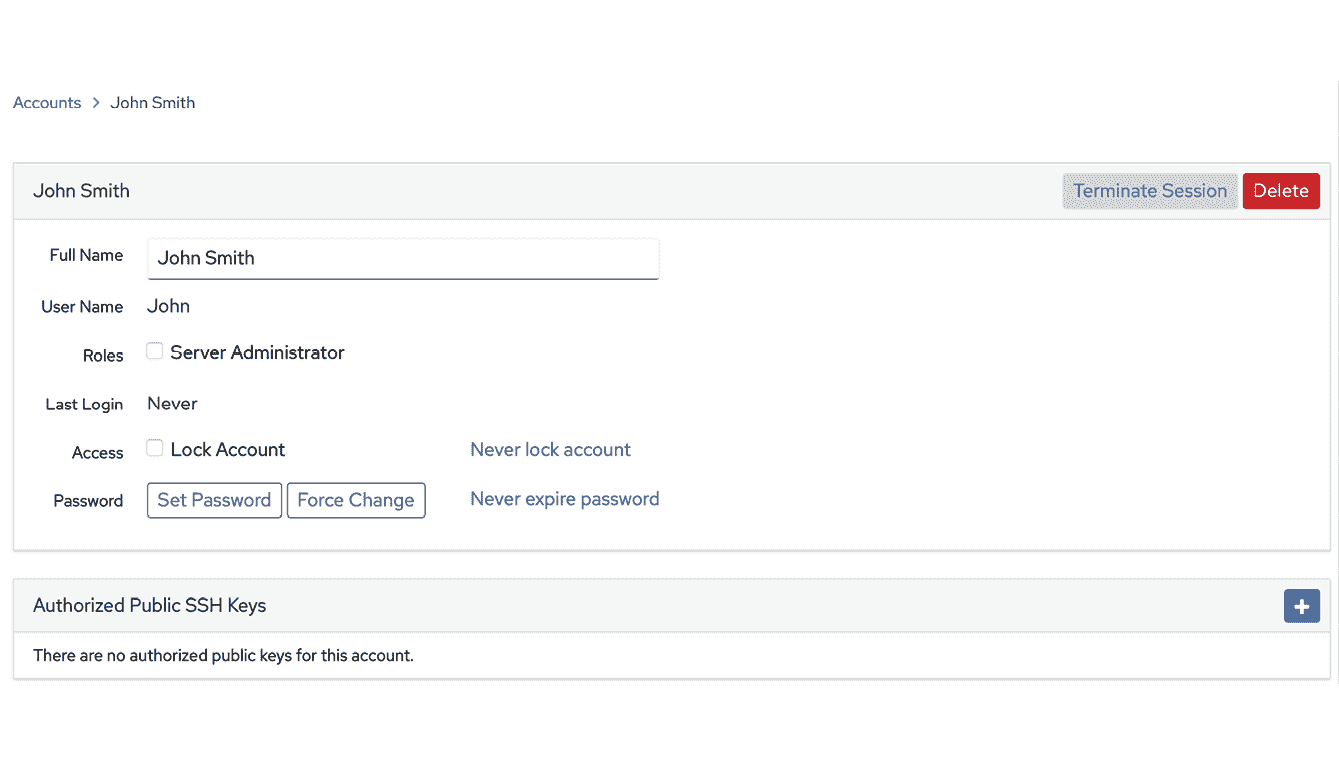 Accounts > John Smith
John Smith Terminate Session Delete
Full Name John Smith
User Name John
Roles Server Administrator
Last Login Never
Access Lock Account Never lock account
Password Set Password Force Change Never expire password
Authorized Public SSH Keys +
There are no authorized public keys for this account.